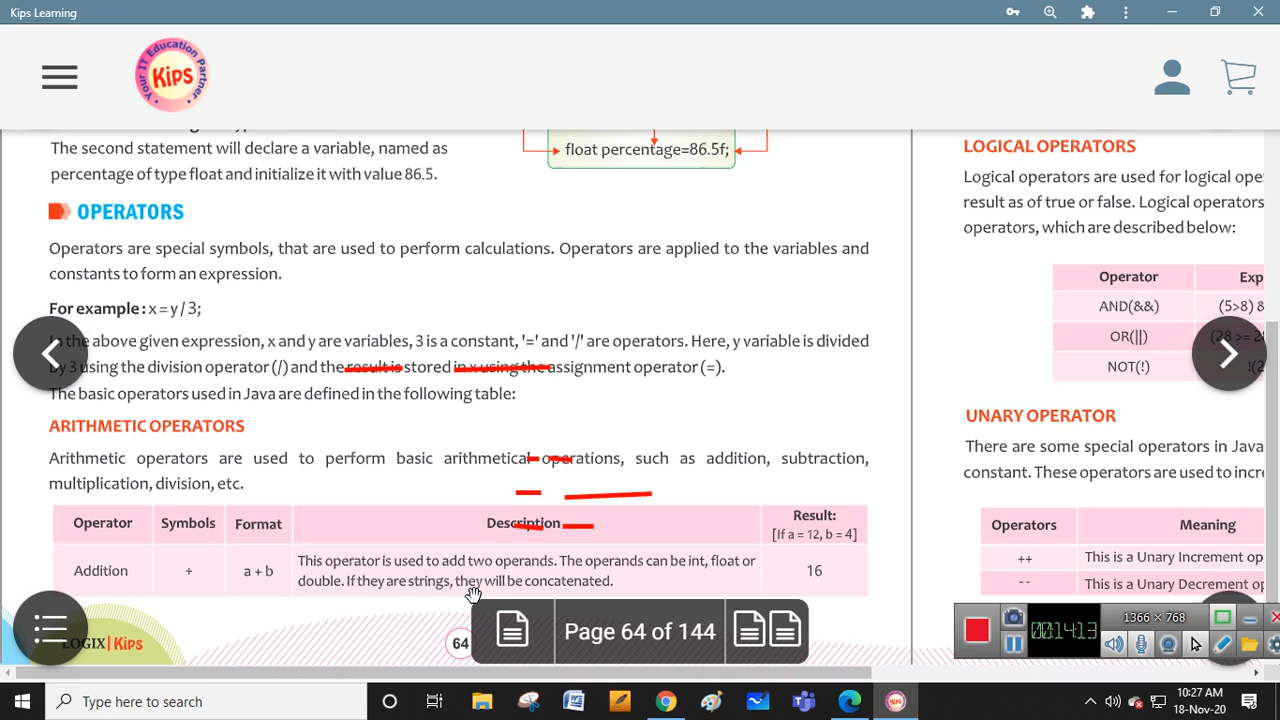 Kips Learning
Your IT Education Partner
Kips
The second statement will declare a variable, named as
percentage of type float and initialize it with value 86.5.
float percentage=86.5f;
OPERATORS
Operators are special symbols, that are used to perform calculations. Operators are applied to the variables and
constants to form an expression.
For example : x = y / 3;
In the above given expression, x and y are variables, 3 is a constant, '=' and '/' are operators. Here, y variable is divided
by 3 using the division operator (/) and the result is stored in x using the assignment operator (=).
The basic operators used in Java are defined in the following table:
ARITHMETIC OPERATORS
Arithmetic operators are used to perform basic arithmetical operations, such as addition, subtraction,
multiplication, division, etc.
Operator Symbols Format Description Result:
[If a = 12, b = 4]
Addition + a + b This operator is used to add two operands. The operands can be int, float or
double. If they are strings, they will be concatenated. 16
LOGIX|Kips
64
Page 64 of 144
LOGICAL OPERATORS
Logical operators are used for logical ope
result as of true or false. Logical operators
operators, which are described below:
Operator Exp
AND(&&) (5>8) &
OR(||) (28 >=
NOT(!) !(2
UNARY OPERATOR
There are some special operators in Java
constant. These operators are used to incre
Operators Meaning
++ This is a Unary Increment op
-- This is a Unary Decrement op
00:14:13
1366 × 768
Type here to search
10:27 AM
18-Nov-20